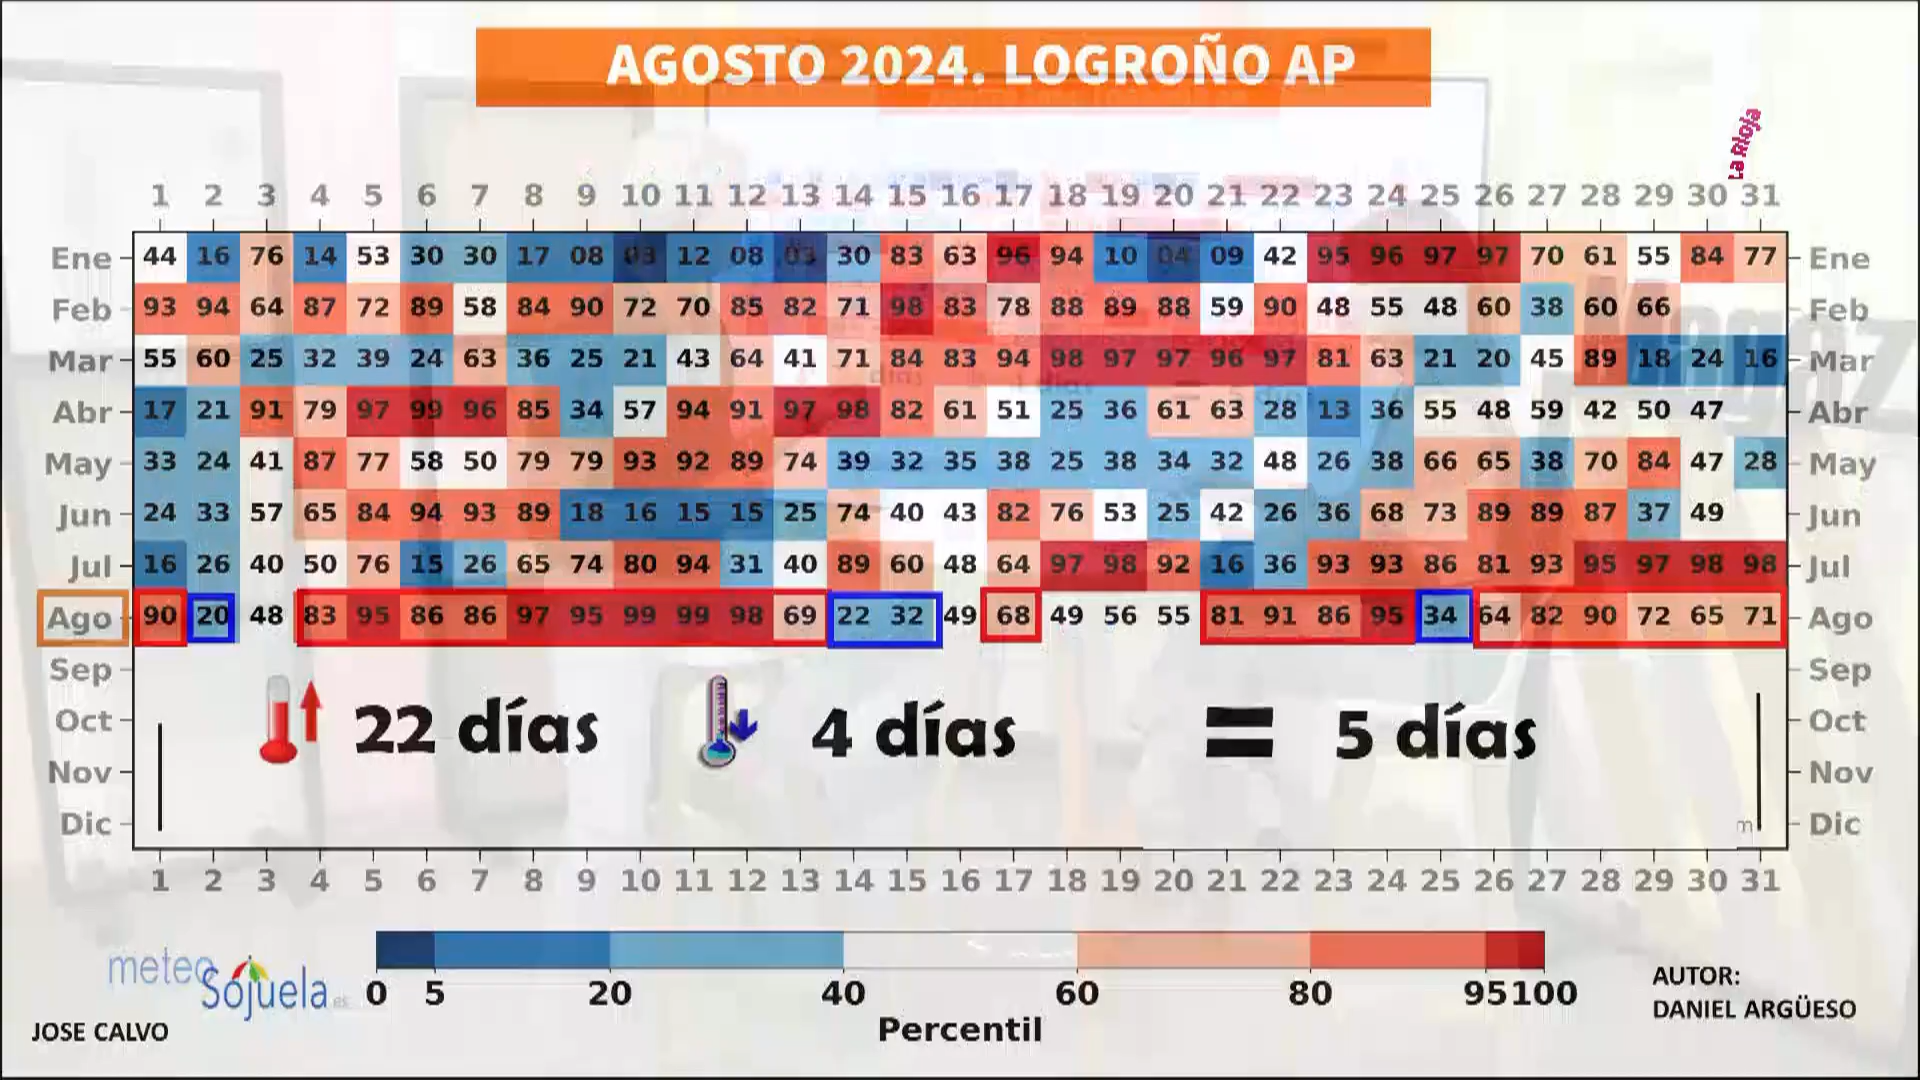 AGOSTO 2024. LOGROÑO AP
La Rioja
1 2 3 4 5 6 7 8 9 10 11 12 13 14 15 16 17 18 19 20 21 22 23 24 25 26 27 28 29 30 31
Ene 44 16 76 14 53 30 30 17 08 03 12 08 03 30 83 63 96 94 10 04 09 42 95 96 97 97 70 61 55 84 77 Ene
Feb 93 94 64 87 72 89 58 84 90 72 70 85 82 71 98 83 78 88 89 88 59 90 48 55 48 60 38 60 66 Feb
Mar 55 60 25 32 39 24 63 36 25 21 43 64 41 71 84 83 94 98 97 97 96 97 81 63 21 20 45 89 18 24 16 Mar
Abr 17 21 91 79 97 99 96 85 34 57 94 91 97 98 82 61 51 25 36 61 63 28 13 36 55 48 59 42 50 47 Abr
May 33 24 41 87 77 58 50 79 79 93 92 89 74 39 32 35 38 25 38 34 32 48 26 38 66 65 38 70 84 47 28 May
Jun 24 33 57 65 84 94 93 89 18 16 15 15 25 74 40 43 82 76 53 25 42 26 36 68 73 89 89 87 37 49 Jun
Jul 16 26 40 50 76 15 26 65 74 80 94 31 40 89 60 48 64 97 98 92 16 36 93 93 86 81 93 95 97 98 98 Jul
Ago 90 20 48 83 95 86 86 97 95 99 99 98 69 22 32 49 68 49 56 55 81 91 86 95 34 64 82 90 72 65 71 Ago
Sep Sep
Oct 22 días 4 días = 5 días Oct
Nov Nov
Dic m Dic
1 2 3 4 5 6 7 8 9 10 11 12 13 14 15 16 17 18 19 20 21 22 23 24 25 26 27 28 29 30 31
meteoSojuela.es
0 5 20 40 60 80 95 100
Percentil
JOSE CALVO
AUTOR:
DANIEL ARGÜESO